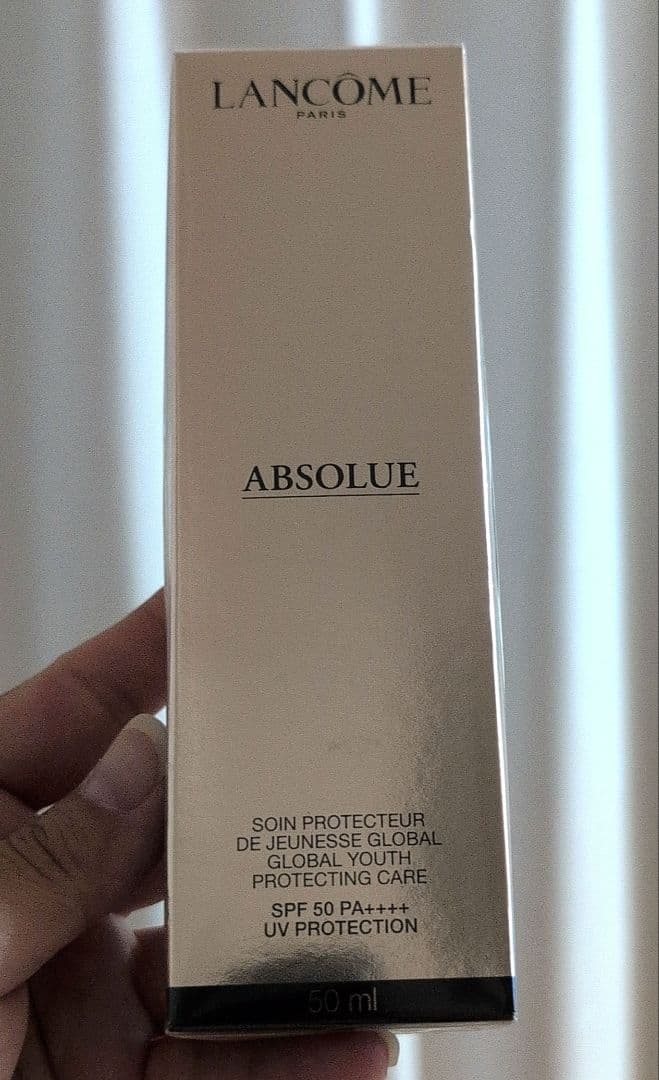 LANCÔME
PARIS
ABSOLUE
SOIN PROTECTEUR
DE JEUNESSE GLOBAL
GLOBAL YOUTH
PROTECTING CARE
SPF 50 PA++++
UV PROTECTION
50 ml